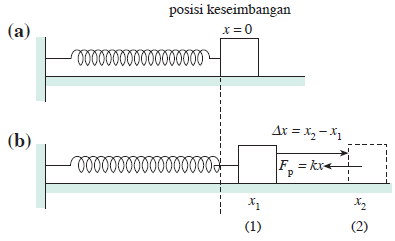 posisi keseimbangan
(a)
x = 0
(b)
Δx = x₂ – x₁
Fₚ = kx
x₁
x₂
(1)
(2)